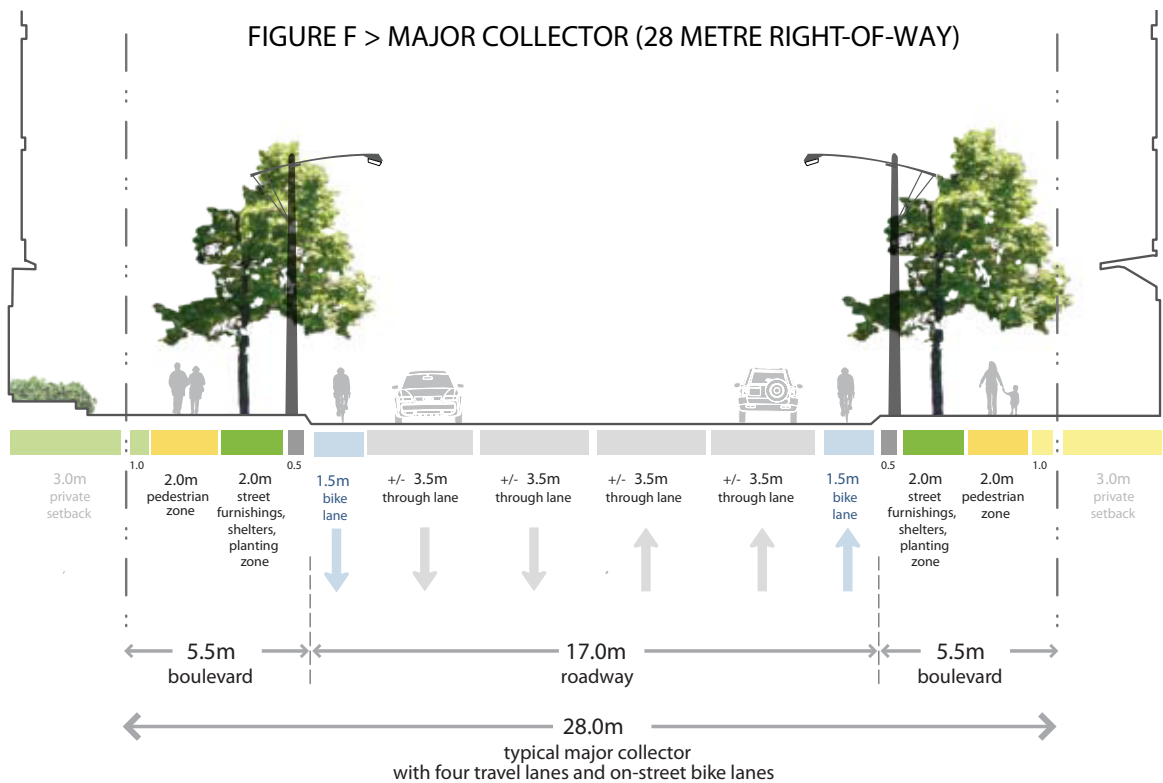 FIGURE F > MAJOR COLLECTOR (28 METRE RIGHT-OF-WAY)
3.0m
private
setback
1.0
2.0m
pedestrian
zone
2.0m
street
furnishings,
shelters,
planting
zone
0.5
1.5m
bike
lane
+/- 3.5m
through lane
+/- 3.5m
through lane
+/- 3.5m
through lane
+/- 3.5m
through lane
1.5m
bike
lane
0.5
2.0m
street
furnishings,
shelters,
planting
zone
2.0m
pedestrian
zone
1.0
3.0m
private
setback
5.5m
boulevard
17.0m
roadway
5.5m
boulevard
28.0m
typical major collector
with four travel lanes and on-street bike lanes